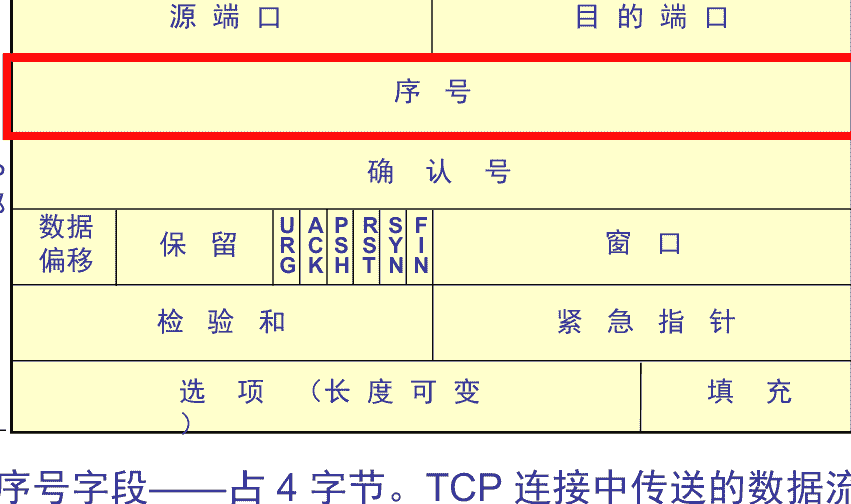 源端口 目的端口
序号
确认号
数据偏移 保留 URG ACK PSH RST SYN FIN 窗口
检验和 紧急指针
选项（长度可变） 填充
序号字段——占 4 字节。TCP 连接中传送的数据流